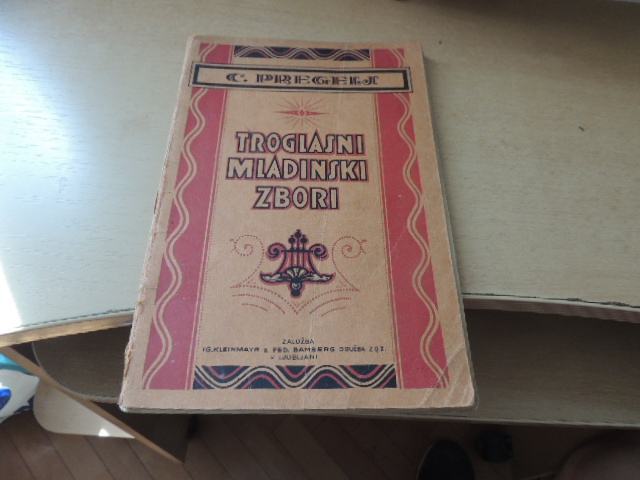 Č. PREGELJ
TROGLASNI
MLADINSKI
ZBORI
ZALOŽBA
IG. KLEINMAYR & FED. BAMBERG DRUŽBA Z O. Z.
V LJUBLJANI